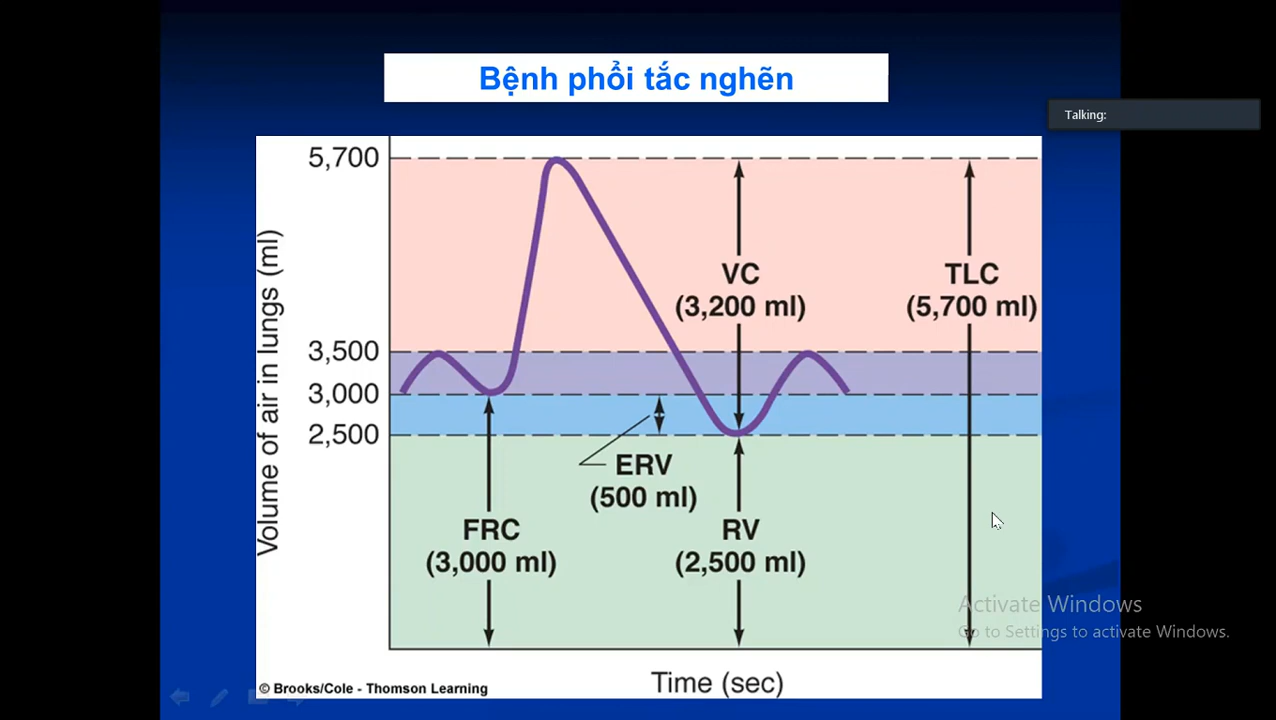 Bệnh phổi tắc nghẽn
Talking:
Volume of air in lungs (ml)
5,700
3,500
3,000
2,500
VC
(3,200 ml)
TLC
(5,700 ml)
ERV
(500 ml)
FRC
(3,000 ml)
RV
(2,500 ml)
Time (sec)
© Brooks/Cole - Thomson Learning
Activate Windows
Go to Settings to activate Windows.